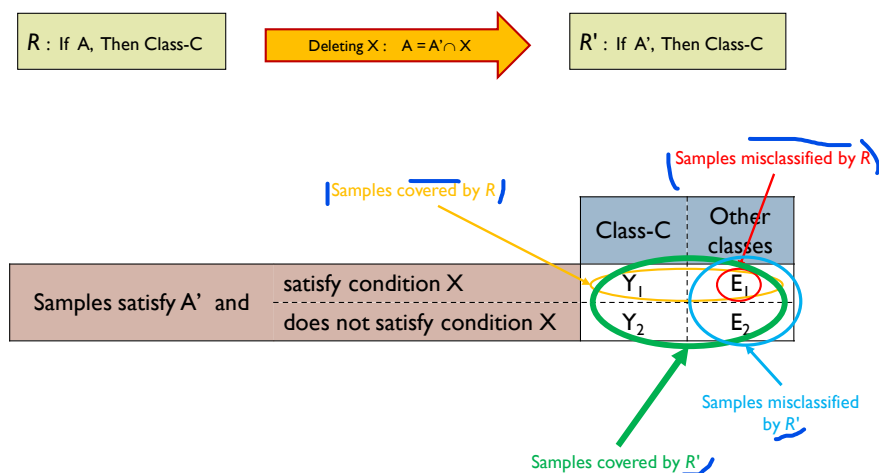 R : If A, Then Class-C
Deleting X : A = A'∩ X
R' : If A', Then Class-C
Samples misclassified by R
Samples covered by R
Class-C
Other
classes
Samples satisfy A' and
satisfy condition X
Y₁
E₁
does not satisfy condition X
Y₂
E₂
Samples misclassified
by R'
Samples covered by R'